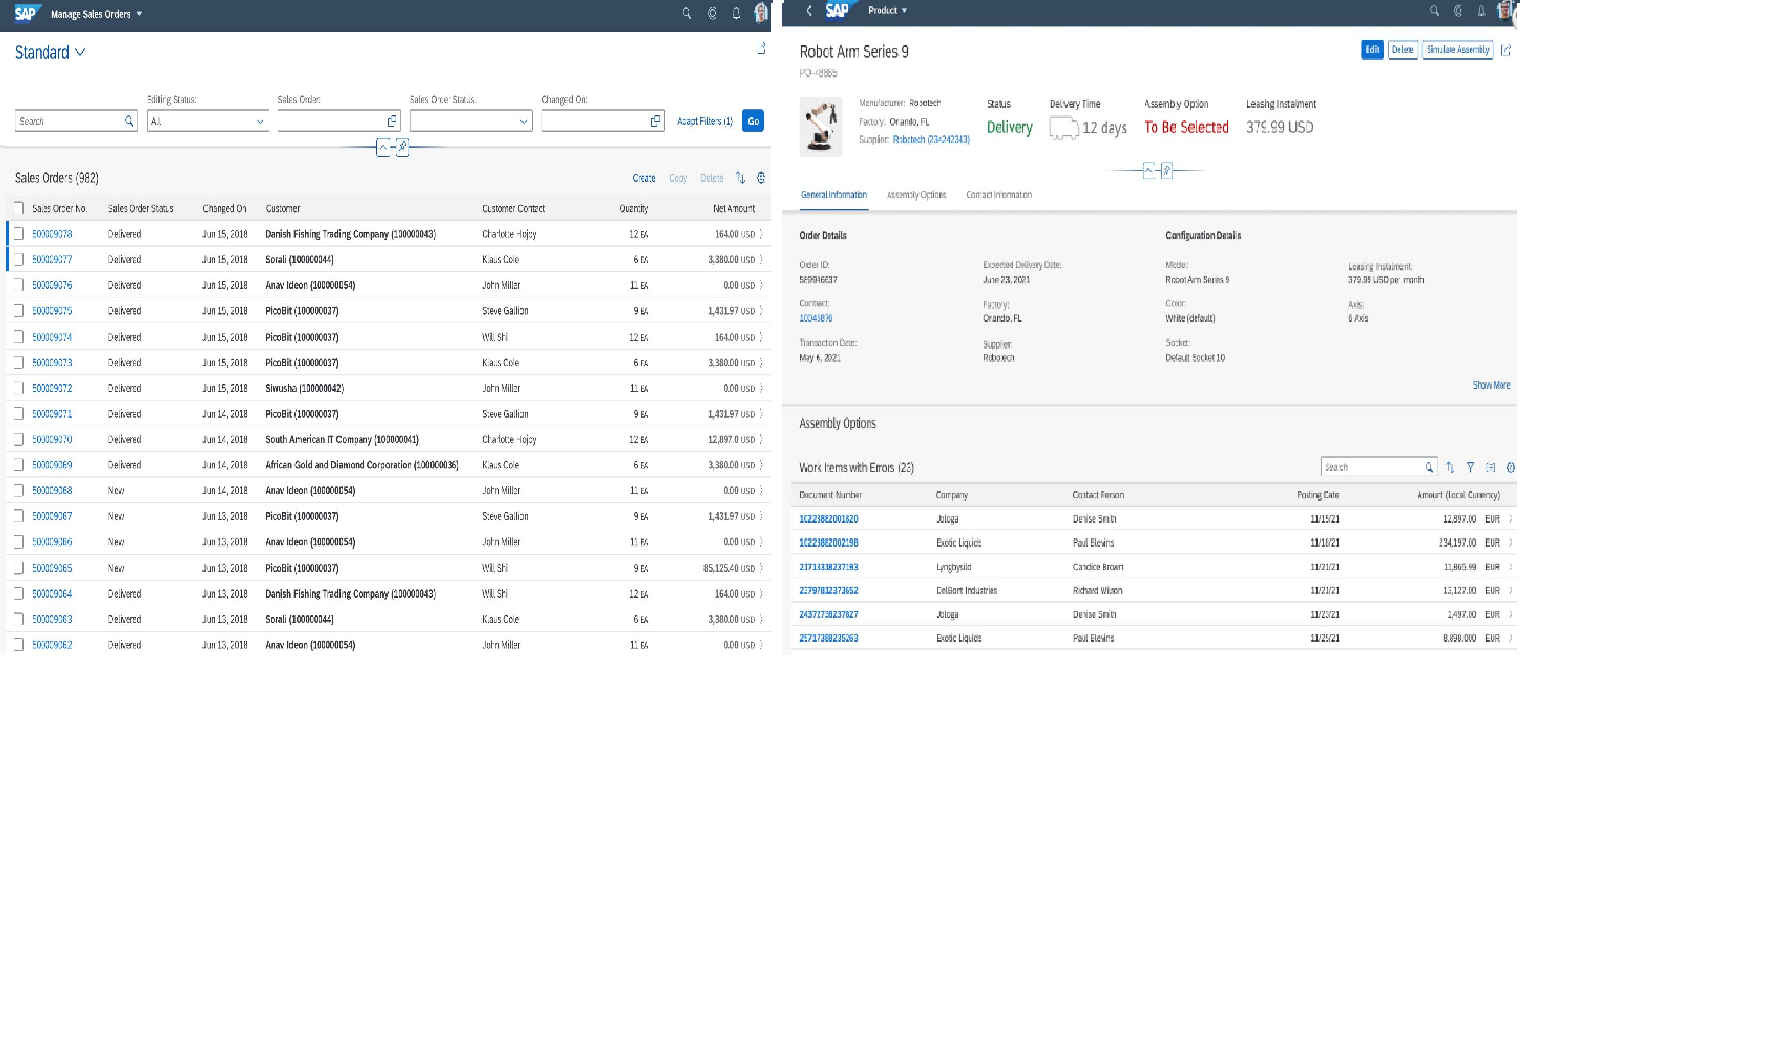 SAP Manage Sales Orders
Standard
Editing Status: Sales Order: Sales Order Status: Changed On:
Search All Adapt Filters (1) Go
Sales Orders (982) Create Copy Delete
Sales Order No. Sales Order Status Changed On Customer Customer Contact Quantity Net Amount
500009078 Delivered Jun 15, 2018 Danish Fishing Trading Company (100000043) Charlotte Hojby 12 EA 164.00 USD
500009077 Delivered Jun 15, 2018 Sorali (100000044) Klaus Cole 6 EA 3,380.00 USD
500009076 Delivered Jun 15, 2018 Anav Ideon (100000054) John Miller 11 EA 0.00 USD
500009075 Delivered Jun 15, 2018 PicoBit (100000037) Steve Gallion 9 EA 1,431.97 USD
500009074 Delivered Jun 15, 2018 PicoBit (100000037) Will Shi 12 EA 164.00 USD
500009073 Delivered Jun 15, 2018 PicoBit (100000037) Klaus Cole 6 EA 3,380.00 USD
500009072 Delivered Jun 15, 2018 Siwusha (100000042) John Miller 11 EA 0.00 USD
500009071 Delivered Jun 14, 2018 PicoBit (100000037) Steve Gallion 9 EA 1,431.97 USD
500009070 Delivered Jun 14, 2018 South American IT Company (100000041) Charlotte Hojby 12 EA 12,897.0 USD
500009069 Delivered Jun 14, 2018 African Gold and Diamond Corporation (100000036) Klaus Cole 6 EA 3,380.00 USD
500009068 New Jun 14, 2018 Anav Ideon (100000054) John Miller 11 EA 0.00 USD
500009067 New Jun 13, 2018 PicoBit (100000037) Steve Gallion 9 EA 1,431.97 USD
500009066 New Jun 13, 2018 Anav Ideon (100000054) John Miller 11 EA 0.00 USD
500009065 New Jun 13, 2018 PicoBit (100000037) Will Shi 9 EA USD
500009064 Delivered Jun 13, 2018 Danish Fishing Trading Company (100000043) Will Shi 12 EA 164.00 USD
500009063 Delivered Jun 13, 2018 Sorali (100000044) Klaus Cole 6 EA 3,380.00 USD
500009062 Delivered Jun 13, 2018 Anav Ideon (100000054) John Miller 11 EA 0.00 USD
SAP Product
Robot Arm Series 9
Edit Delete Simulate Assembly
Manufacturer: Robotech
Factory: Orlando, FL
Supplier: Robotech (234242343)
Status Delivery Time Assembly Option Leasing Instalment
Delivery 12 days To Be Selected 379.99 USD
General Information Assembly Options Contact Information
Order Details Configuration Details
Order ID: Expected Delivery Date: Model: Leasing Instalment:
June 23, 2021 Robot Arm Series 9 379.99 USD per month
Contract: Factory: Color: Axis:
10045876 Orlando, FL White (default) 6 Axis
Transaction Date: Supplier: Socket:
May 6, 2021 Robotech Default Socket 10
Show More
Assembly Options
Work Items with Errors (23) Search
Document Number Company Contact Person Posting Date Amount (Local Currency)
10223882001820 Jologa Denise Smith 11/15/21 12,897.00 EUR
Exotic Liquids Paul Blevins 11/18/21 234,197.00 EUR
21713318237193 Candice Brown 11/21/21 11,865.99 EUR
23797812373652 DelBont Industries Richard Wilson 11/21/21 13,127.00 EUR
Jologa Denise Smith 11/23/21 1,497.00 EUR
Exotic Liquids Paul Blevins 11/25/21 EUR